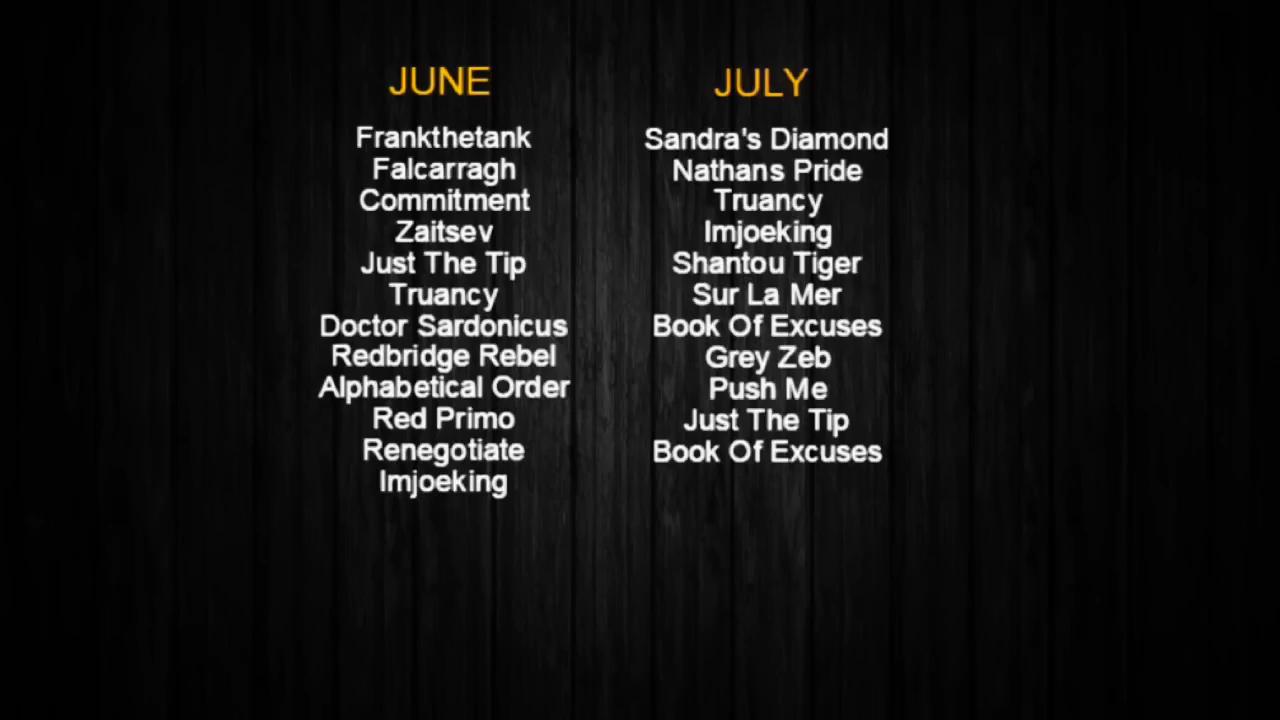 JUNE
Frankthetank
Falcarragh
Commitment
Zaitsev
Just The Tip
Truancy
Doctor Sardonicus
Redbridge Rebel
Alphabetical Order
Red Primo
Renegotiate
Imjoeking
JULY
Sandra's Diamond
Nathans Pride
Truancy
Imjoeking
Shantou Tiger
Sur La Mer
Book Of Excuses
Grey Zeb
Push Me
Just The Tip
Book Of Excuses